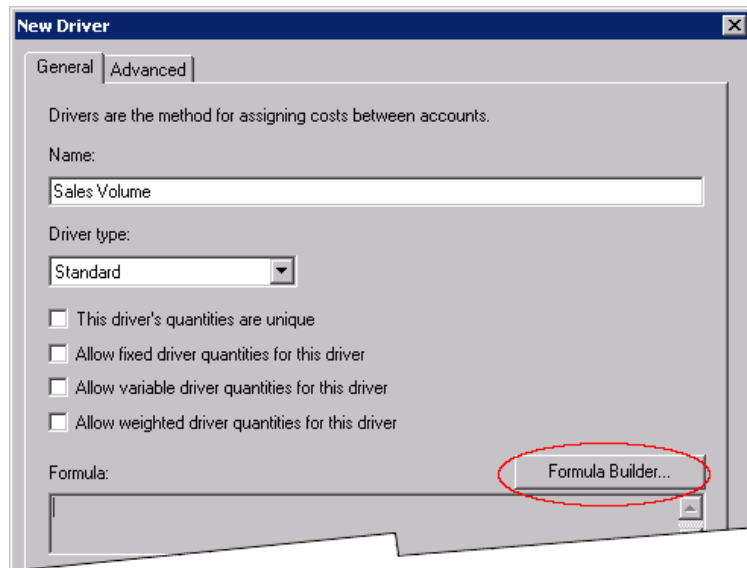 New Driver
General
Advanced
Drivers are the method for assigning costs between accounts.
Name:
Sales Volume
Driver type:
Standard
This driver's quantities are unique
Allow fixed driver quantities for this driver
Allow variable driver quantities for this driver
Allow weighted driver quantities for this driver
Formula:
Formula Builder...